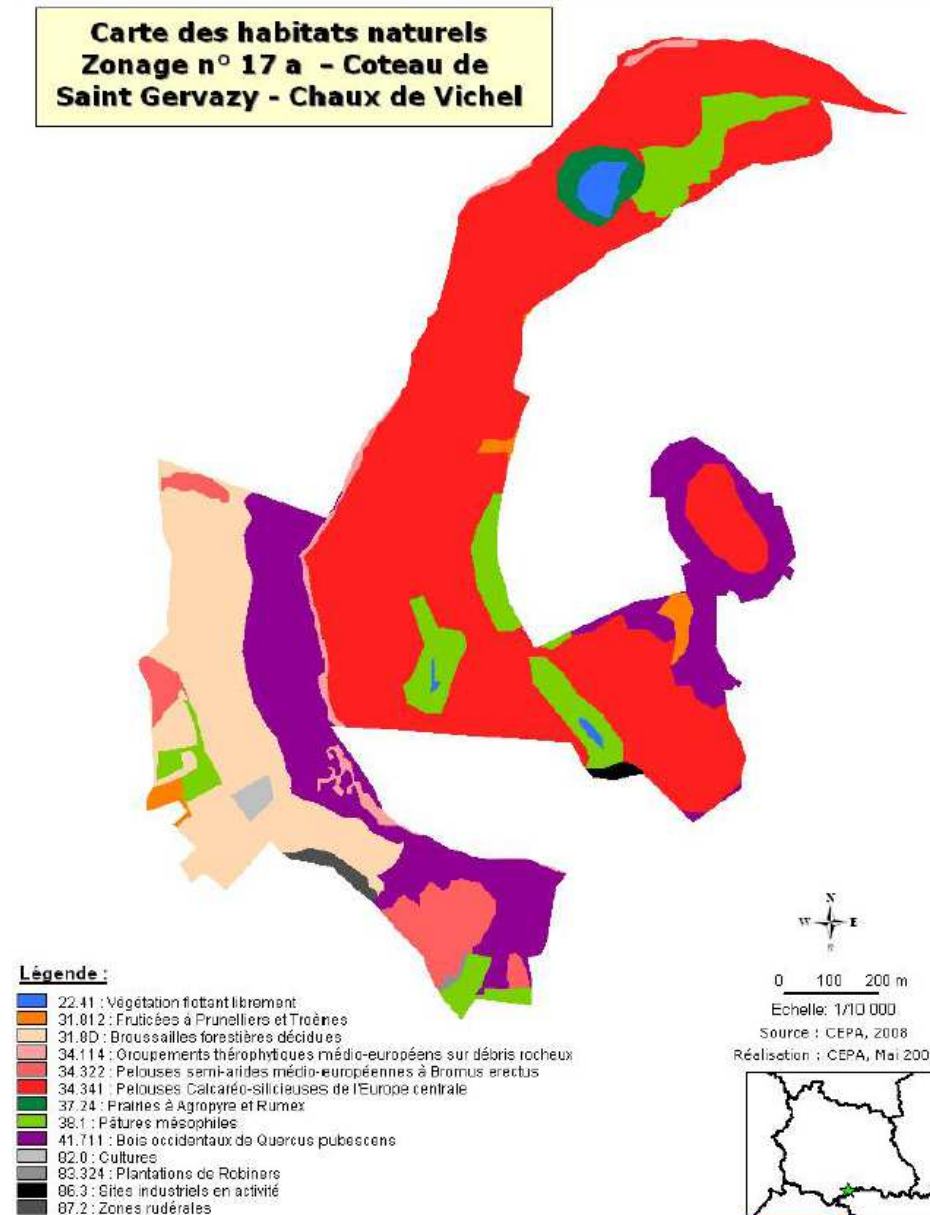 Carte des habitats naturels
Zonage n° 17 a – Coteau de
Saint Gervazy - Chaux de Vichel
N
W E
S
0 100 200 m
Echelle: 1/10 000
Source : CEPA, 2008
Réalisation : CEPA, Mai 200
Légende :
22.41 : Végétation flottant librement
31.812 : Fruticées à Prunelliers et Troènes
31.8D : Broussailles forestières décidues
34.114 : Groupements thérophytiques médio-européens sur débris rocheux
34.322 : Pelouses semi-arides médio-européennes à Bromus erectus
34.341 : Pelouses Calcaréo-silicieuses de l'Europe centrale
37.24 : Prairies à Agropyre et Rumex
38.1 : Pâtures mésophiles
41.711 : Bois occidentaux de Quercus pubescens
82.0 : Cultures
83.324 : Plantations de Robiniers
86.3 : Sites industriels en activité
87.2 : Zones rudérales